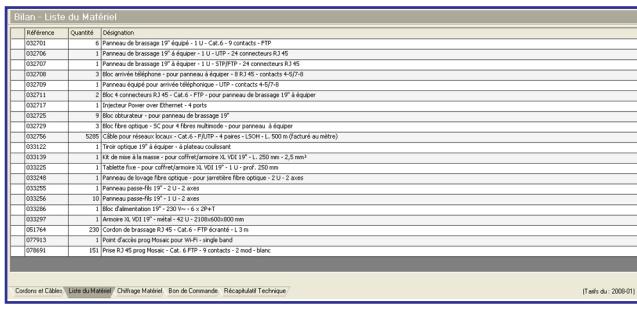 Bilan - Liste du Matériel
Référence Quantité Désignation
032701 6 Panneau de brassage 19" équipé - 1 U - Cat.6 - 9 contacts - FTP
032706 1 Panneau de brassage 19" à équiper - 1 U - UTP - 24 connecteurs RJ 45
032707 1 Panneau de brassage 19" à équiper - 1 U - STP/FTP - 24 connecteurs RJ 45
032708 3 Bloc arrivée téléphone - pour panneau à équiper - 8 RJ 45 - contacts 4-5/7-8
032709 1 Panneau équipé pour arrivée téléphonique - UTP - contacts 4-5/7-8
032711 2 Bloc 4 connecteurs RJ 45 - Cat.6 - FTP - pour panneau de brassage 19" à équiper
032717 1 Injecteur Power over Ethernet - 4 ports
032725 9 Bloc obturateur - pour panneau de brassage 19"
032729 3 Bloc fibre optique - SC pour 4 fibres multimode - pour panneau à équiper
032756 5285 Câble pour réseaux locaux - Cat.6 - F/UTP - 4 paires - LSOH - L. 500 m (facturé au mètre)
033122 1 Tiroir optique 19" à équiper - à plateau coulissant
033139 1 Kit de mise à la masse - pour coffret/armoire XL VDI 19" - L. 250 mm - 2,5 mm²
033225 1 Tablette fixe - pour coffret/armoire XL VDI 19" - 1 U - prof. 250 mm
033248 1 Panneau de lovage fibre optique - pour jarretière fibre optique - 2 U - 2 axes
033255 1 Panneau passe-fils 19" - 2 U - 2 axes
033256 10 Panneau passe-fils 19" - 1 U - 2 axes
033286 1 Bloc d'alimentation 19" - 230 V~ - 6 x 2P+T
033297 1 Armoire XL VDI 19" - métal - 42 U - 2108x600x800 mm
051764 230 Cordon de brassage RJ 45 - Cat.6 - FTP écranté - L 3 m
077913 1 Point d'accès prog Mosaic pour Wi-Fi - single band
078691 151 Prise RJ 45 prog Mosaic - Cat. 6 FTP - 9 contacts - 2 mod - blanc
Cordons et Câbles Liste du Matériel Chiffrage Matériel. Bon de Commande. Récapitulatif Technique (Tarifs du : 2008-01)